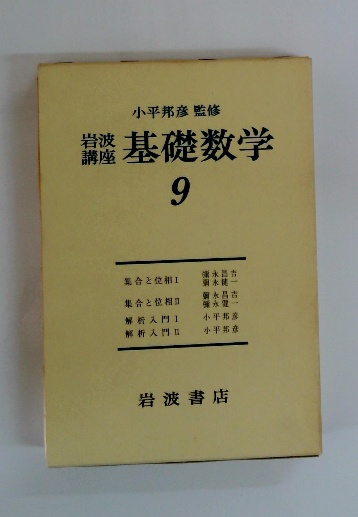 小平邦彦 監修
岩波講座 基礎数学
9
集合と位相I 彌永昌吉 彌永健一
集合と位相II 彌永昌吉 彌永健一
解析入門 I 小平邦彦
解析入門 II 小平邦彦
岩波書店